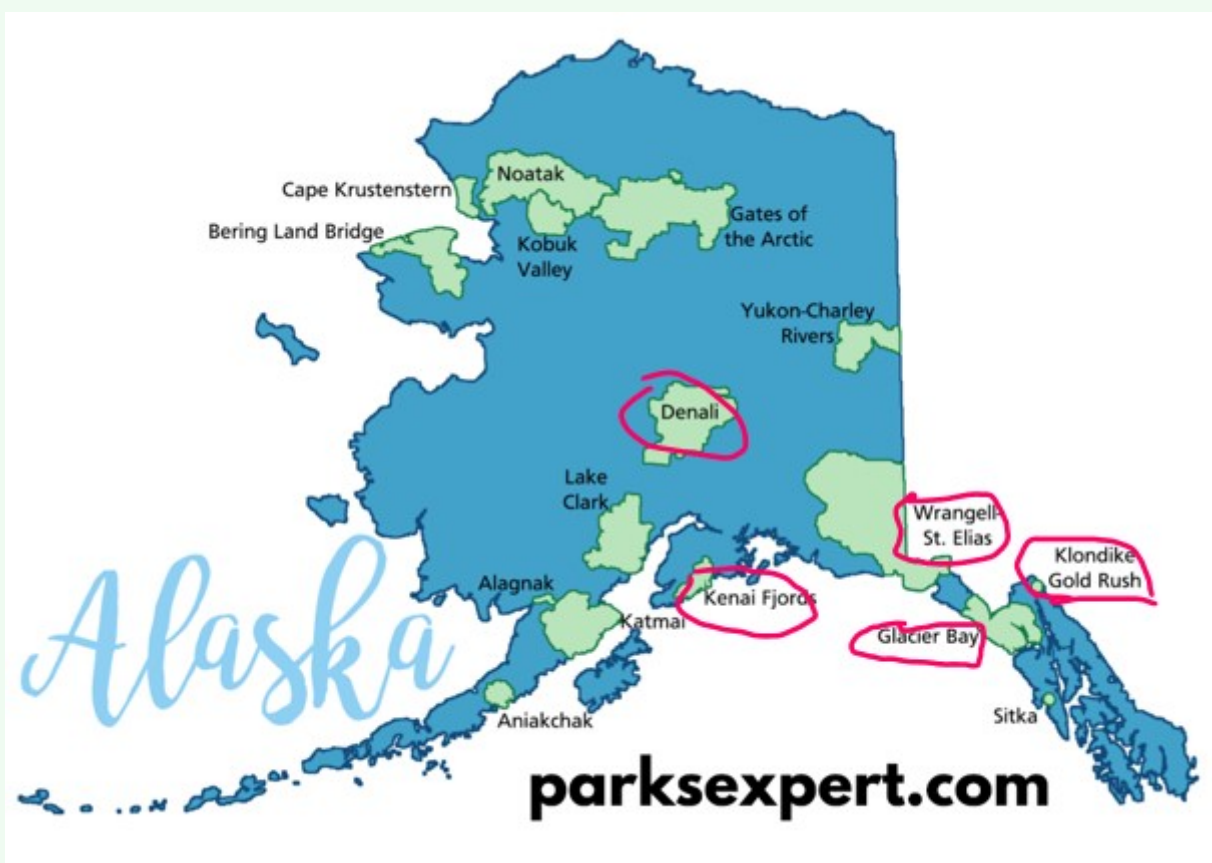 Cape Krustenstern
Noatak
Bering Land Bridge
Kobuk
Valley
Gates of
the Arctic
Yukon-Charley
Rivers
Denali
Lake
Clark
Wrangell-
St. Elias
Klondike
Gold Rush
Alagnak
Kenai Fjords
Katmai
Glacier Bay
Alaska
Aniakchak
Sitka
parksexpert.com